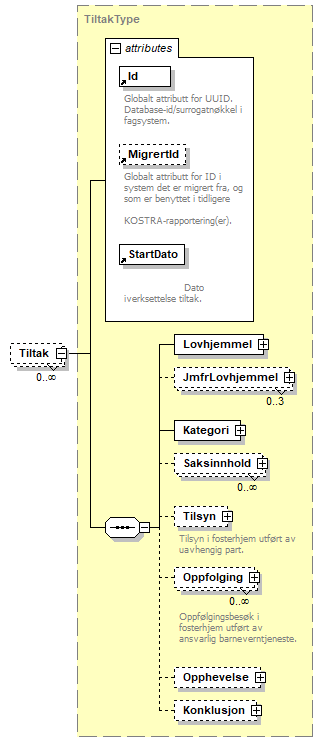 TiltakType
attributes
Id
Globalt attributt for UUID.
Database-id/surrogatnøkkel i
fagsystem.
MigrertId
Globalt attributt for ID i
system det er migrert fra, og
som er benyttet i tidligere
KOSTRA-rapportering(er).
StartDato
Dato
iverksettelse tiltak.
Tiltak
0..∞
Lovhjemmel
JmfrLovhjemmel
0..3
Kategori
Saksinnhold
0..∞
Tilsyn
Tilsyn i fosterhjem utført av
uavhengig part.
Oppfolging
0..∞
Oppfølgingsbesøk i
fosterhjem utført av
ansvarlig barneverntjeneste.
Opphevelse
Konklusjon